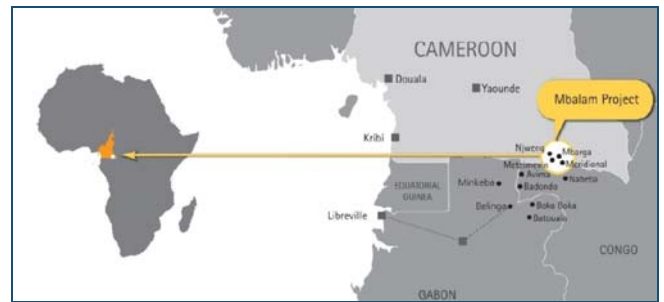 CAMEROON
Douala
Yaounde
Mbalam Project
Kribi
Njweng
Mbarga
Metzimevin
Meridional
Avima
Nabeba
EQUATORIAL
GUINEA
Minkebe
Badondo
Belinga
Boka Boka
Batouala
Libreville
CONGO
GABON